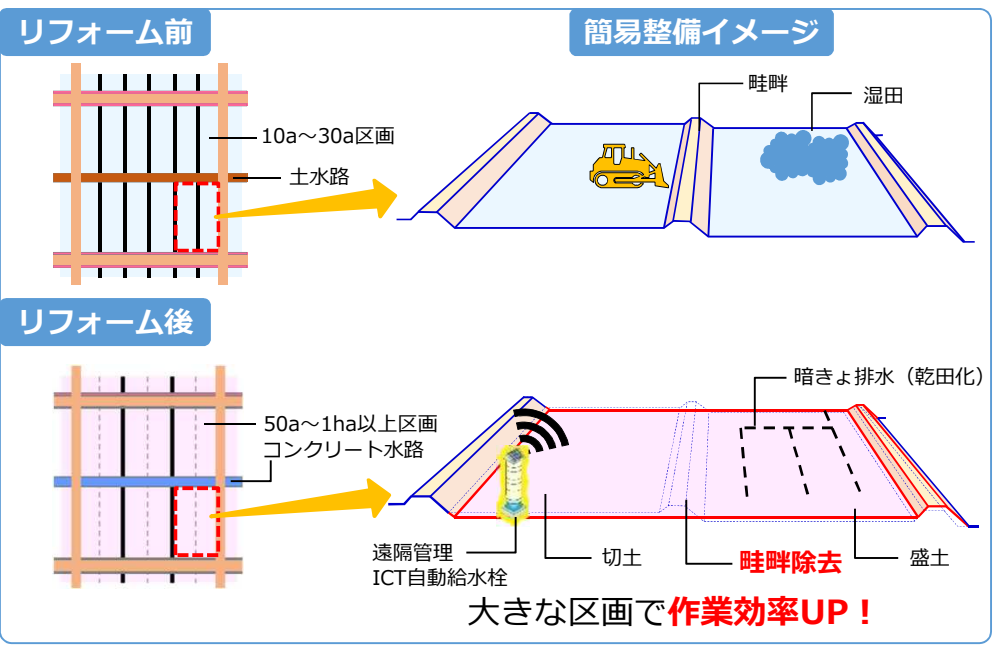 リフォーム前
簡易整備イメージ
畦畔
湿田
10a～30a区画
土水路
リフォーム後
暗きょ排水（乾田化）
50a～1ha以上区画
コンクリート水路
遠隔管理
ICT自動給水栓
切土
畦畔除去
盛土
大きな区画で作業効率UP！